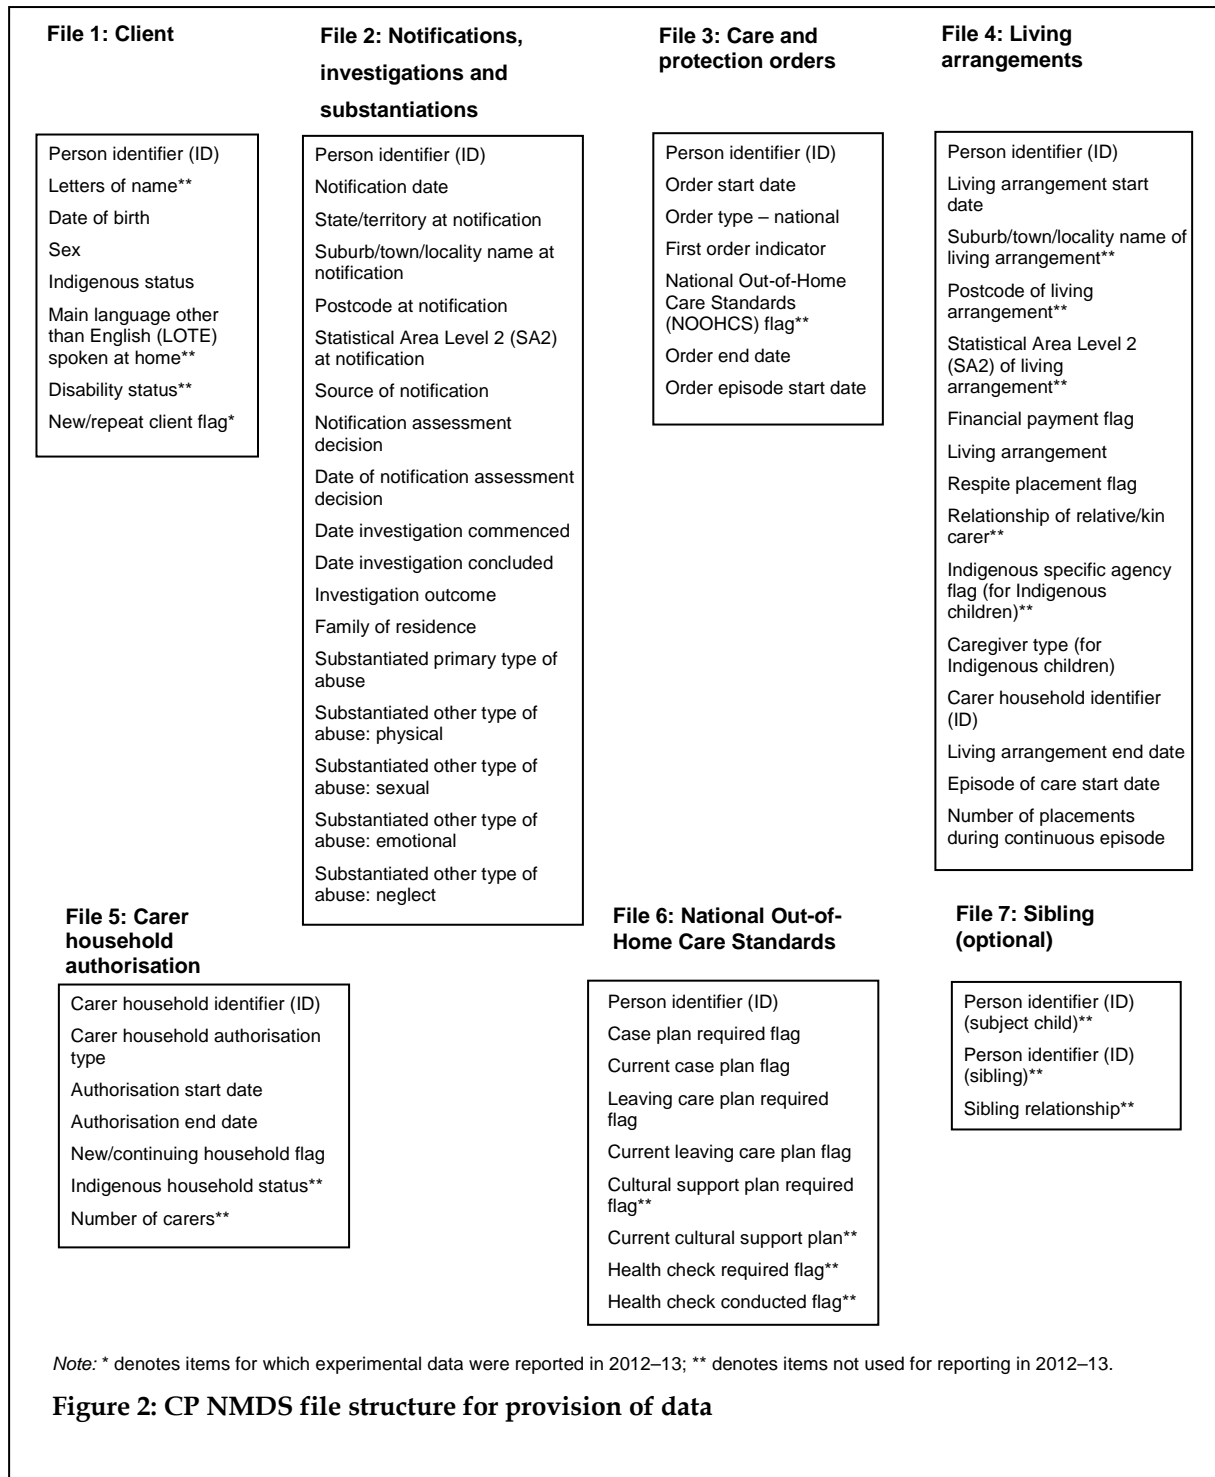 File 1: Client
Person identifier (ID)
Letters of name**
Date of birth
Sex
Indigenous status
Main language other
than English (LOTE)
spoken at home**
Disability status**
New/repeat client flag*
File 2: Notifications,
investigations and
substantiations
Person identifier (ID)
Notification date
State/territory at notification
Suburb/town/locality name at
notification
Postcode at notification
Statistical Area Level 2 (SA2)
at notification
Source of notification
Notification assessment
decision
Date of notification assessment
decision
Date investigation commenced
Date investigation concluded
Investigation outcome
Family of residence
Substantiated primary type of
abuse
Substantiated other type of
abuse: physical
Substantiated other type of
abuse: sexual
Substantiated other type of
abuse: emotional
Substantiated other type of
abuse: neglect
File 3: Care and
protection orders
Person identifier (ID)
Order start date
Order type – national
First order indicator
National Out-of-Home
Care Standards
(NOOHCS) flag**
Order end date
Order episode start date
File 4: Living
arrangements
Person identifier (ID)
Living arrangement start
date
Suburb/town/locality name of
living arrangement**
Postcode of living
arrangement**
Statistical Area Level 2
(SA2) of living
arrangement**
Financial payment flag
Living arrangement
Respite placement flag
Relationship of relative/kin
carer**
Indigenous specific agency
flag (for Indigenous
children)**
Caregiver type (for
Indigenous children)
Carer household identifier
(ID)
Living arrangement end date
Episode of care start date
Number of placements
during continuous episode
File 5: Carer
household
authorisation
Carer household identifier (ID)
Carer household authorisation
type
Authorisation start date
Authorisation end date
New/continuing household flag
Indigenous household status**
Number of carers**
File 6: National Out-of-
Home Care Standards
Person identifier (ID)
Case plan required flag
Current case plan flag
Leaving care plan required
flag
Current leaving care plan flag
Cultural support plan required
flag**
Current cultural support plan**
Health check required flag**
Health check conducted flag**
File 7: Sibling
(optional)
Person identifier (ID)
(subject child)**
Person identifier (ID)
(sibling)**
Sibling relationship**
Note: * denotes items for which experimental data were reported in 2012–13; ** denotes items not used for reporting in 2012–13.
Figure 2: CP NMDS file structure for provision of data